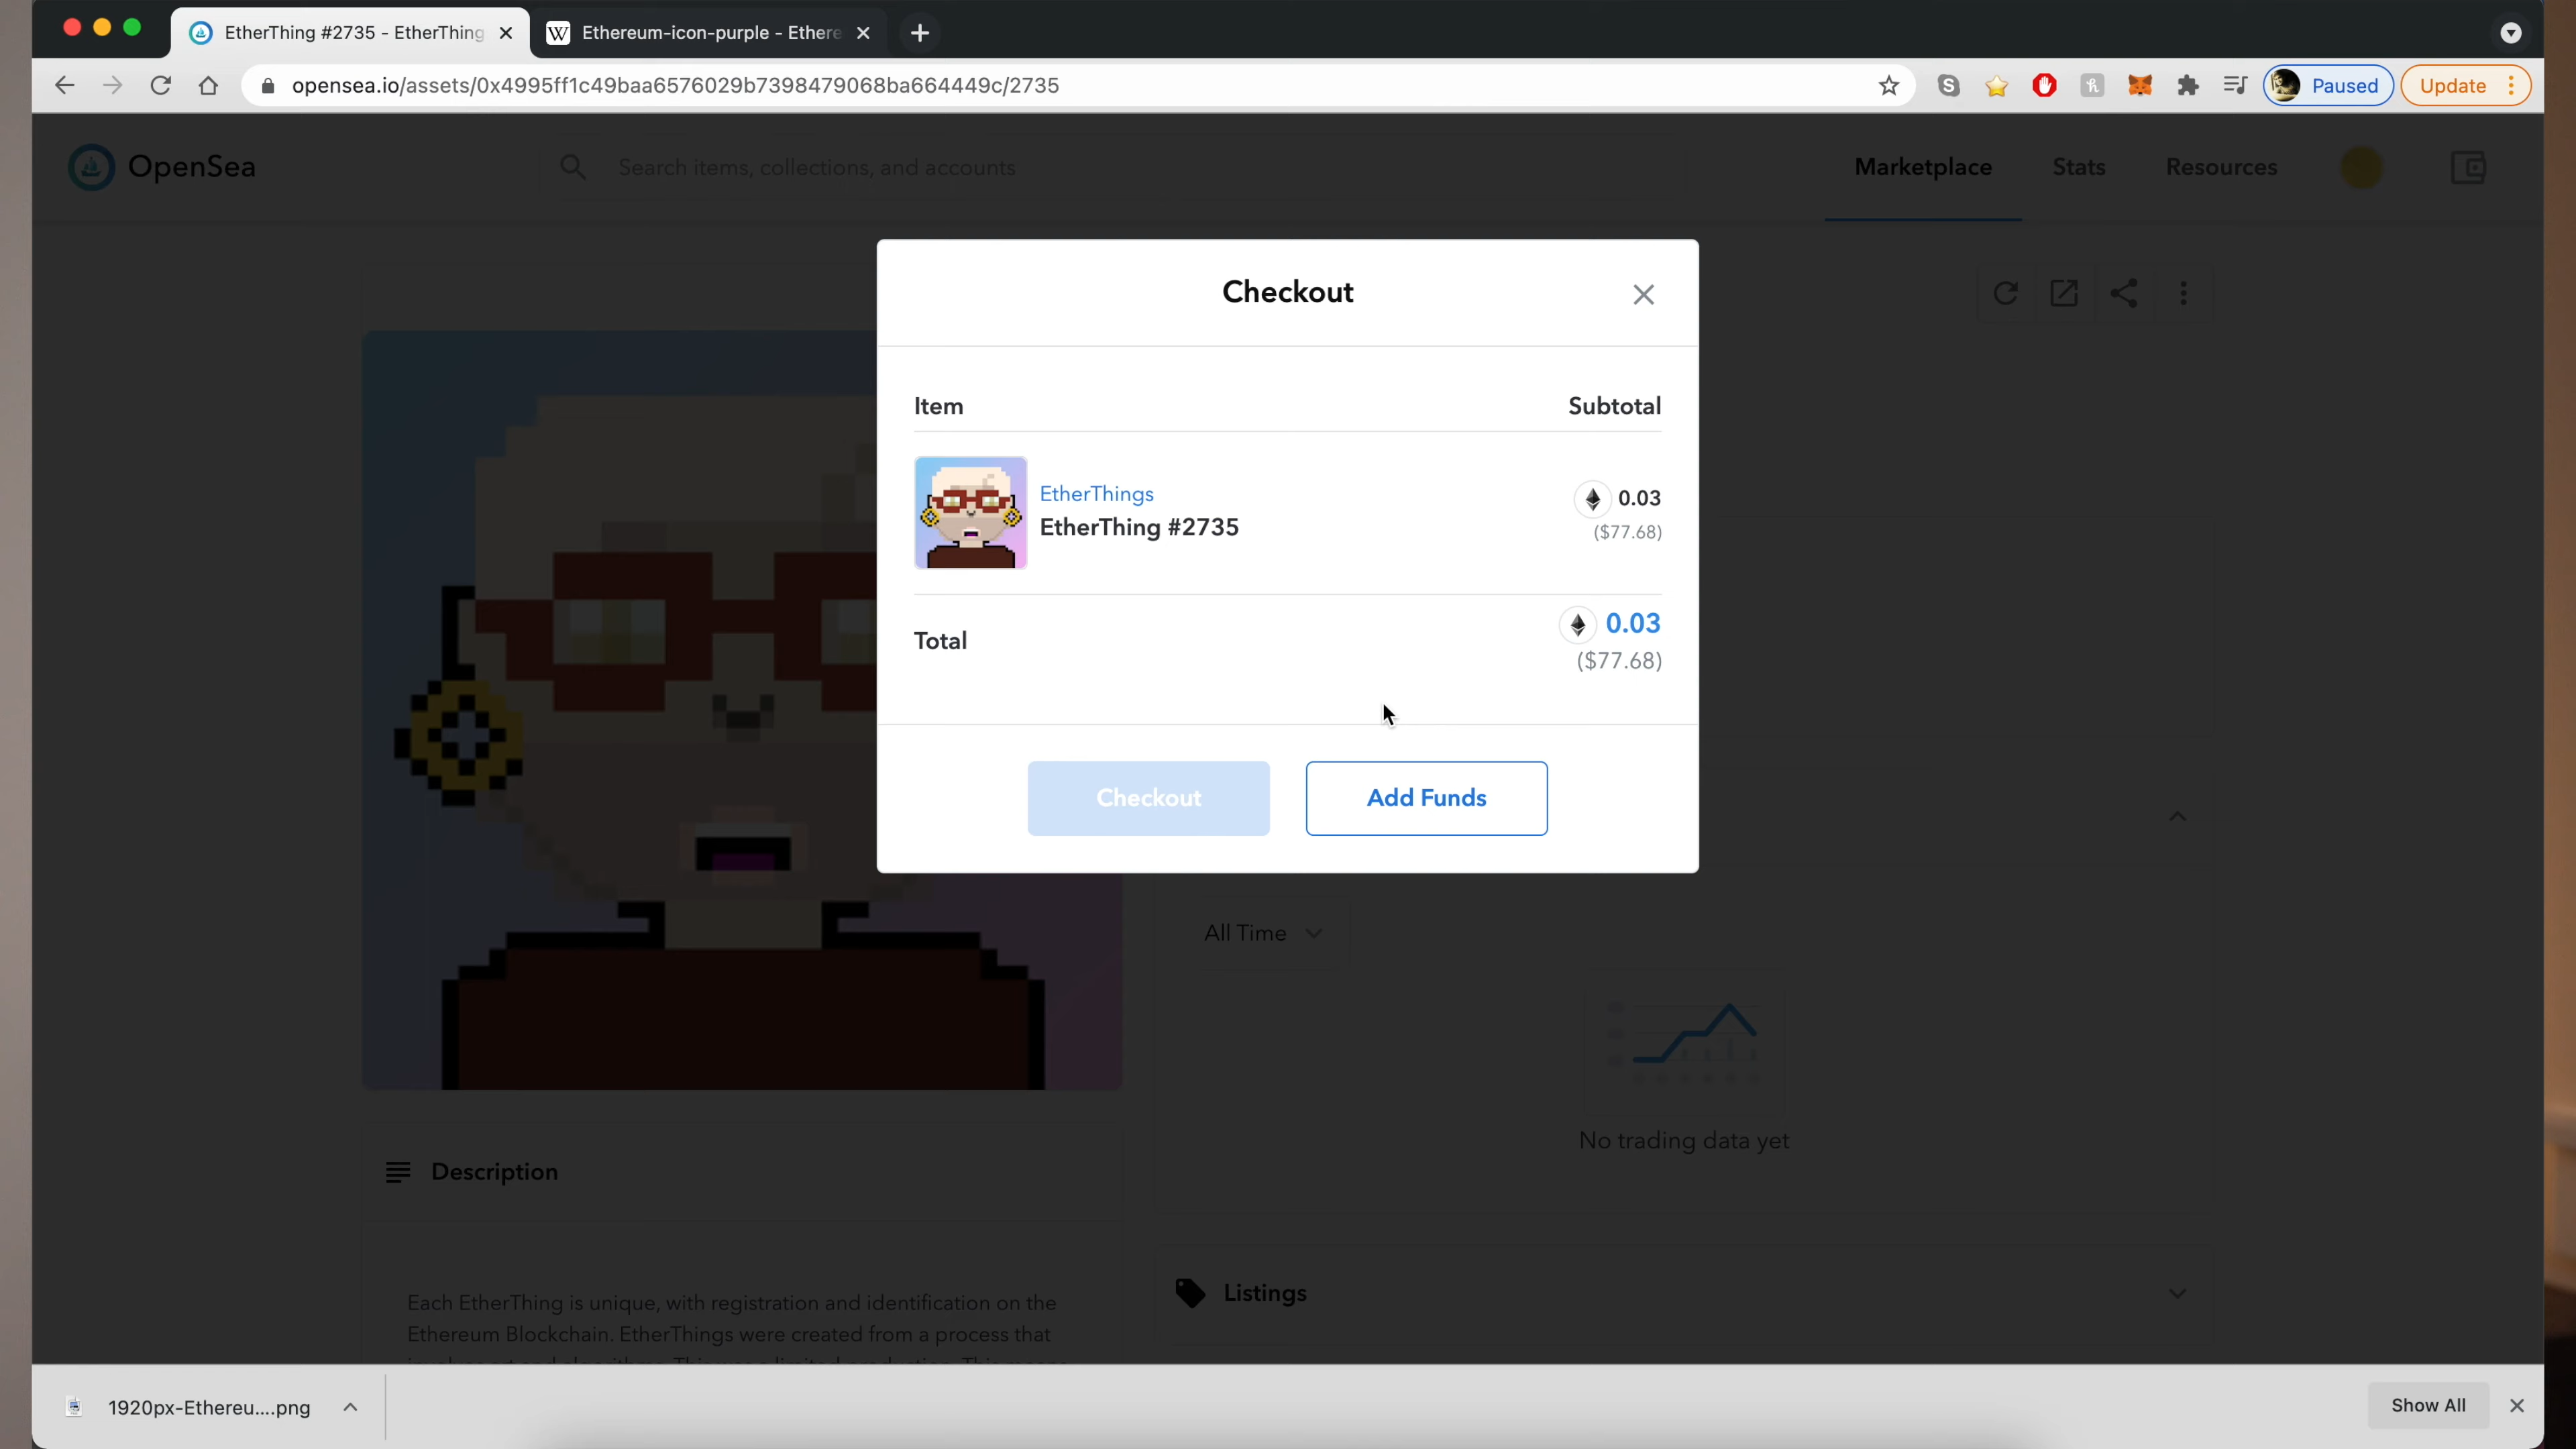 EtherThing #2735 - EtherThing
Ethereum-icon-purple - Ethere
opensea.io/assets/0x4995ff1c49baa6576029b7398479068ba664449c/2735
Paused
Update
OpenSea
Search items, collections, and accounts
Marketplace
Stats
Resources
Checkout
Item
Subtotal
EtherThings
EtherThing #2735
0.03
($77.68)
Total
0.03
($77.68)
Checkout
Add Funds
All Time
No trading data yet
Description
Listings
Each EtherThing is unique, with registration and identification on the
Ethereum Blockchain. EtherThings were created from a process that
1920px-Ethereu....png
Show All